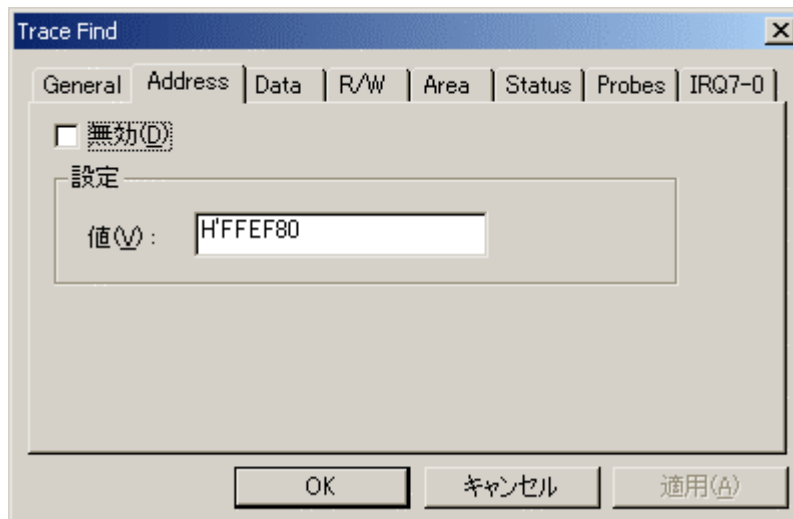 Trace Find
General Address Data R/W Area Status Probes IRQ7-0
無効(D)
設定
値(V) : H'FFEF80
OK キャンセル 適用(A)